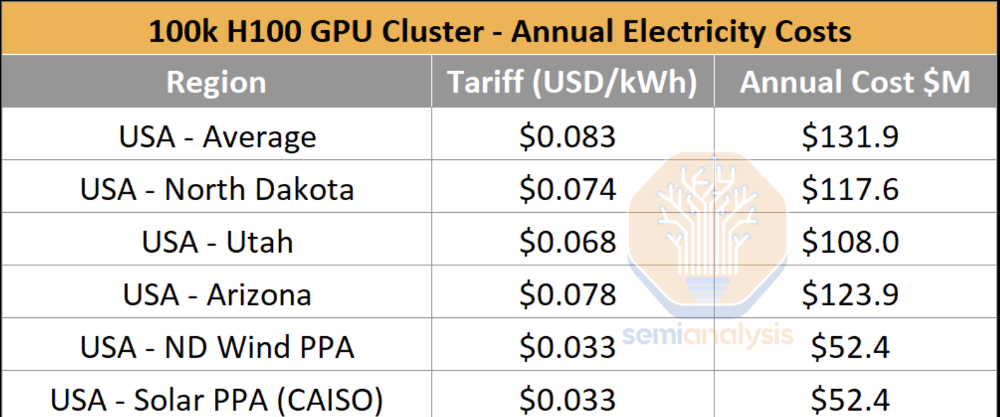 100k H100 GPU Cluster - Annual Electricity Costs
Region Tariff (USD/kWh) Annual Cost $M
USA - Average $0.083 $131.9
USA - North Dakota $0.074 $117.6
USA - Utah $0.068 $108.0
USA - Arizona $0.078 $123.9
USA - ND Wind PPA $0.033 $52.4
semianalysis
USA - Solar PPA (CAISO) $0.033 $52.4